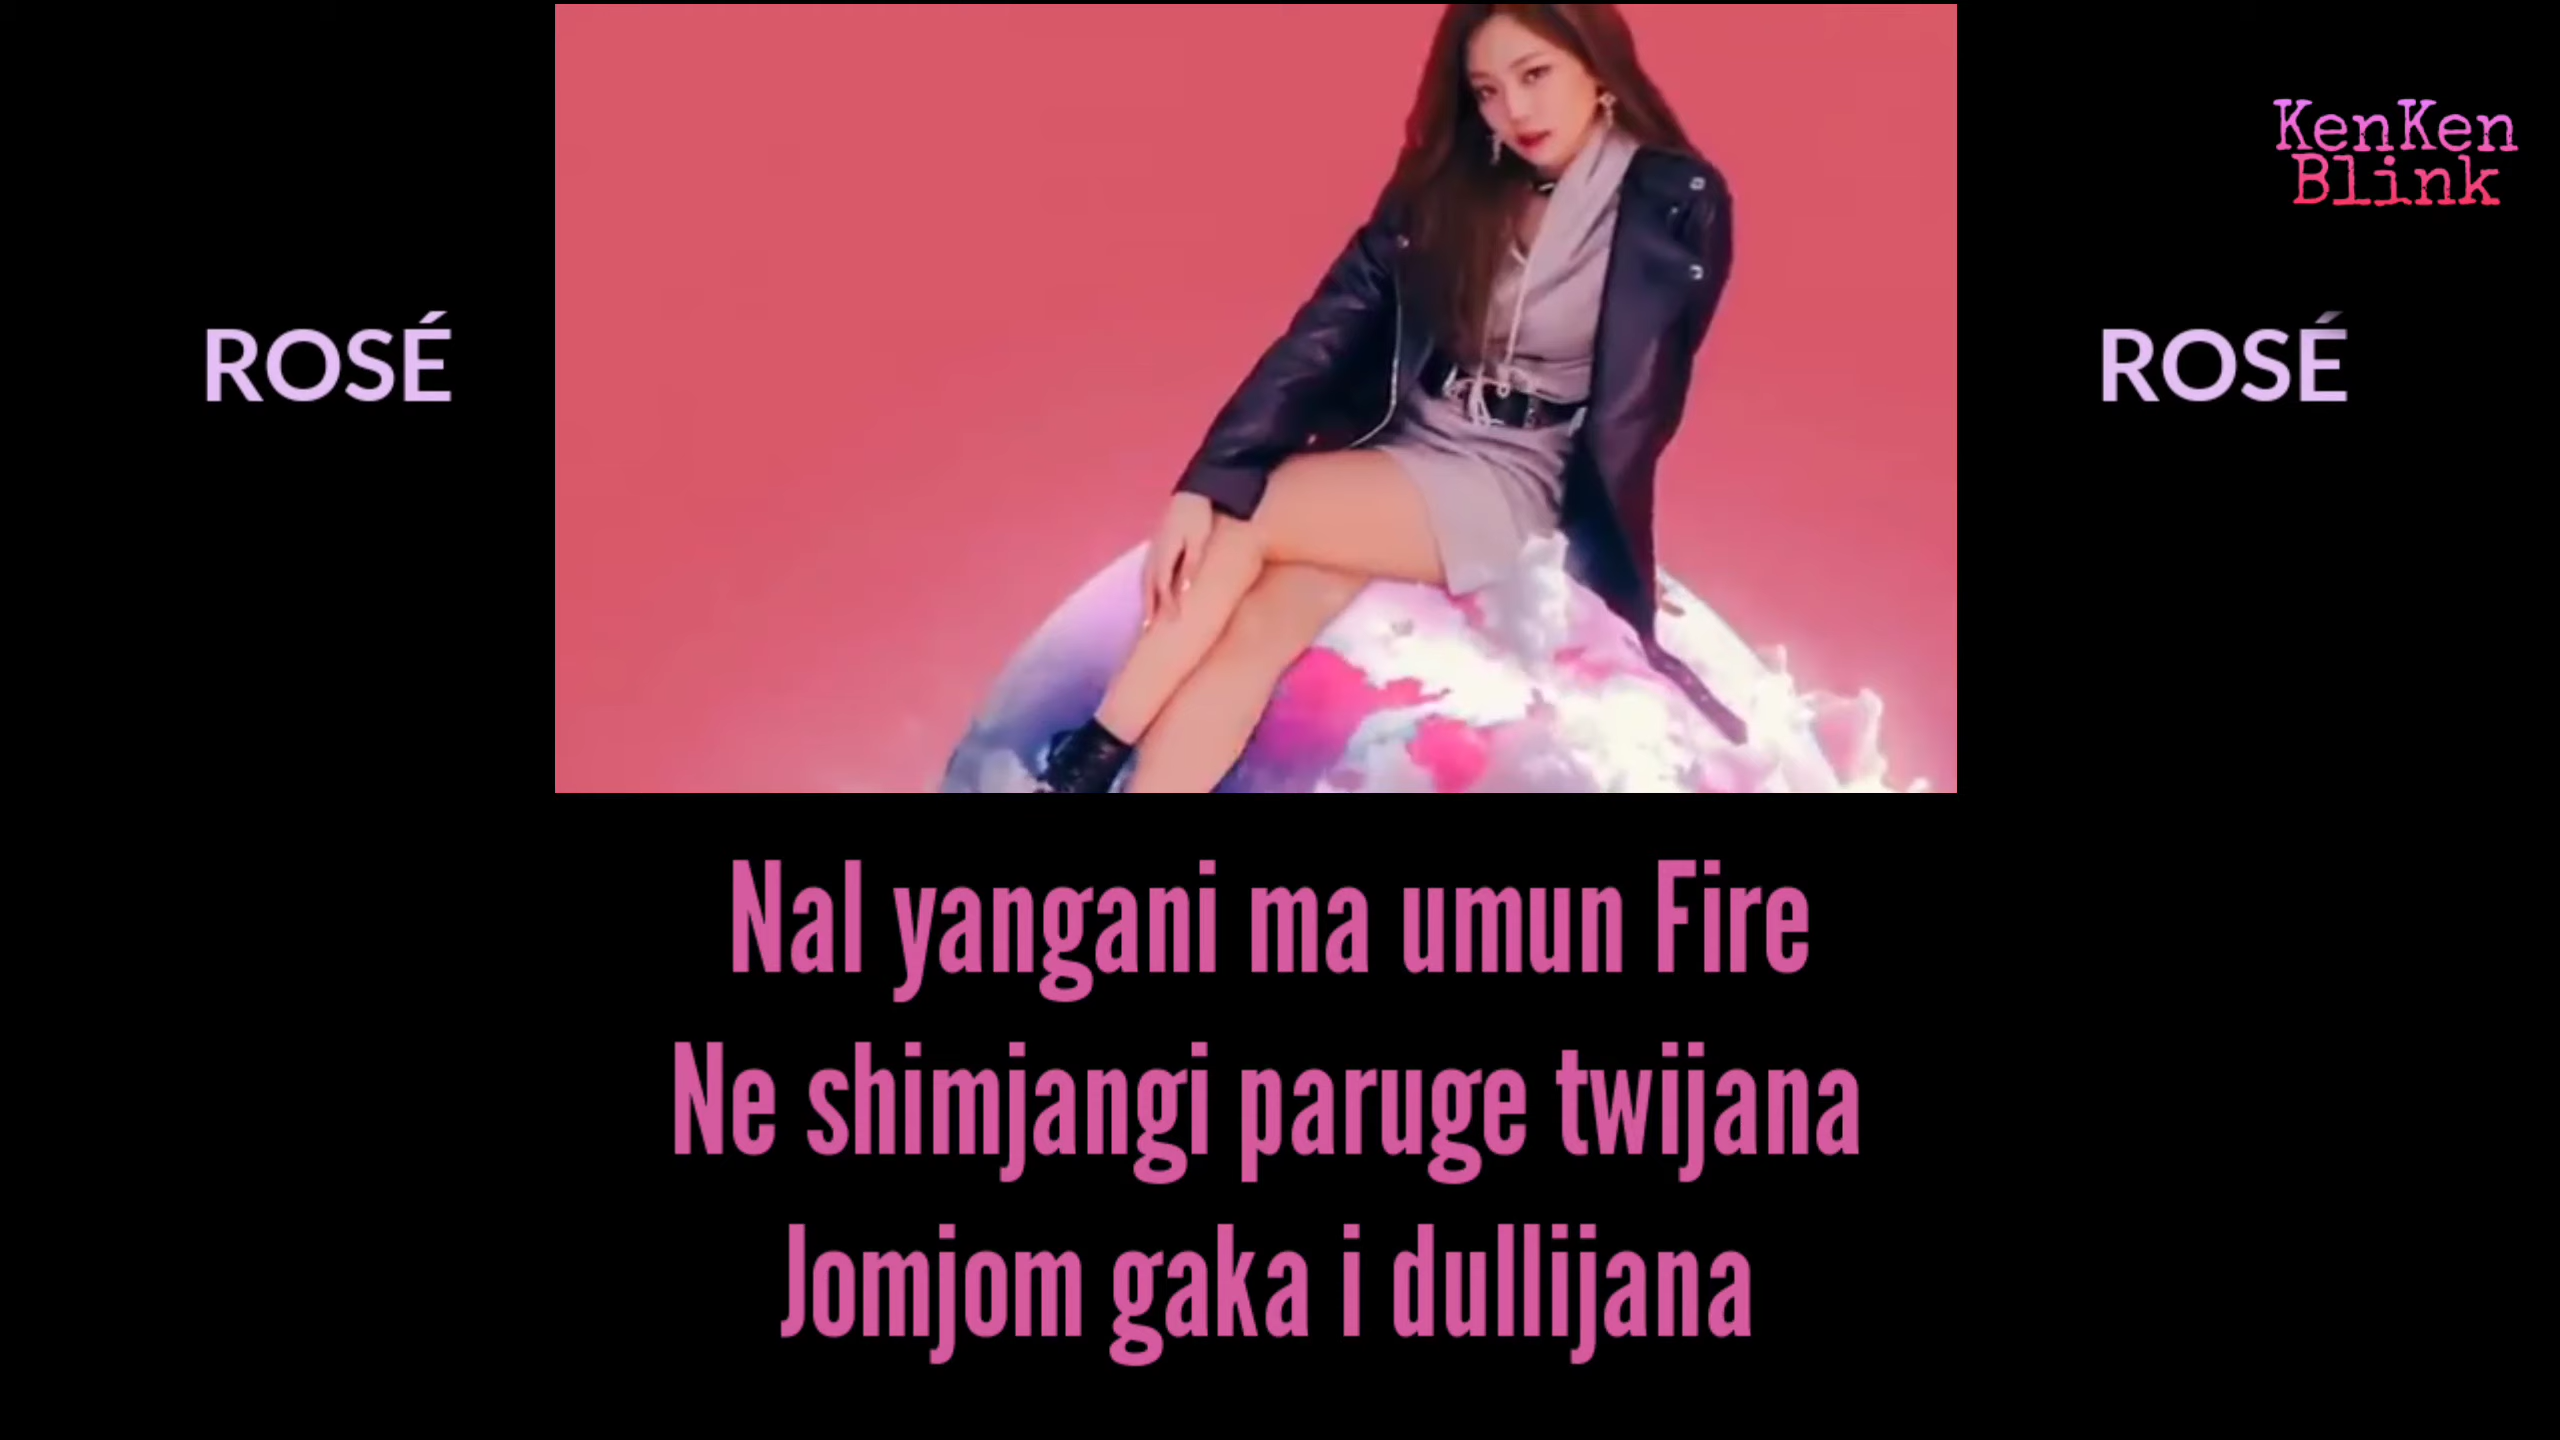 KenKen
Blink
ROSÉ
ROSÉ
Nal yangani ma umun Fire
Ne shimjangi paruge twijana
Jomjom gaka i dullijana